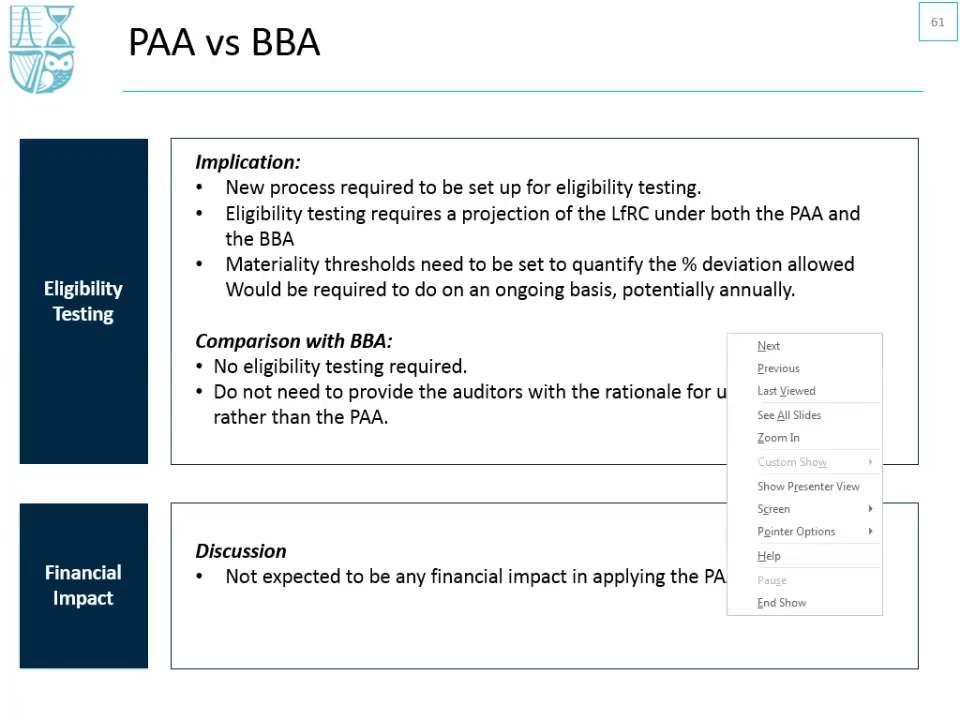 PAA vs BBA
61
Eligibility
Testing
Implication:
• New process required to be set up for eligibility testing.
• Eligibility testing requires a projection of the LfRC under both the PAA and
the BBA
• Materiality thresholds need to be set to quantify the % deviation allowed
Would be required to do on an ongoing basis, potentially annually.
Comparison with BBA:
• No eligibility testing required.
• Do not need to provide the auditors with the rationale for
rather than the PAA.
Financial
Impact
Discussion
• Not expected to be any financial impact in applying the
Next
Previous
Last Viewed
See All Slides
Zoom In
Custom Show
Show Presenter View
Screen
Pointer Options
Help
Pause
End Show